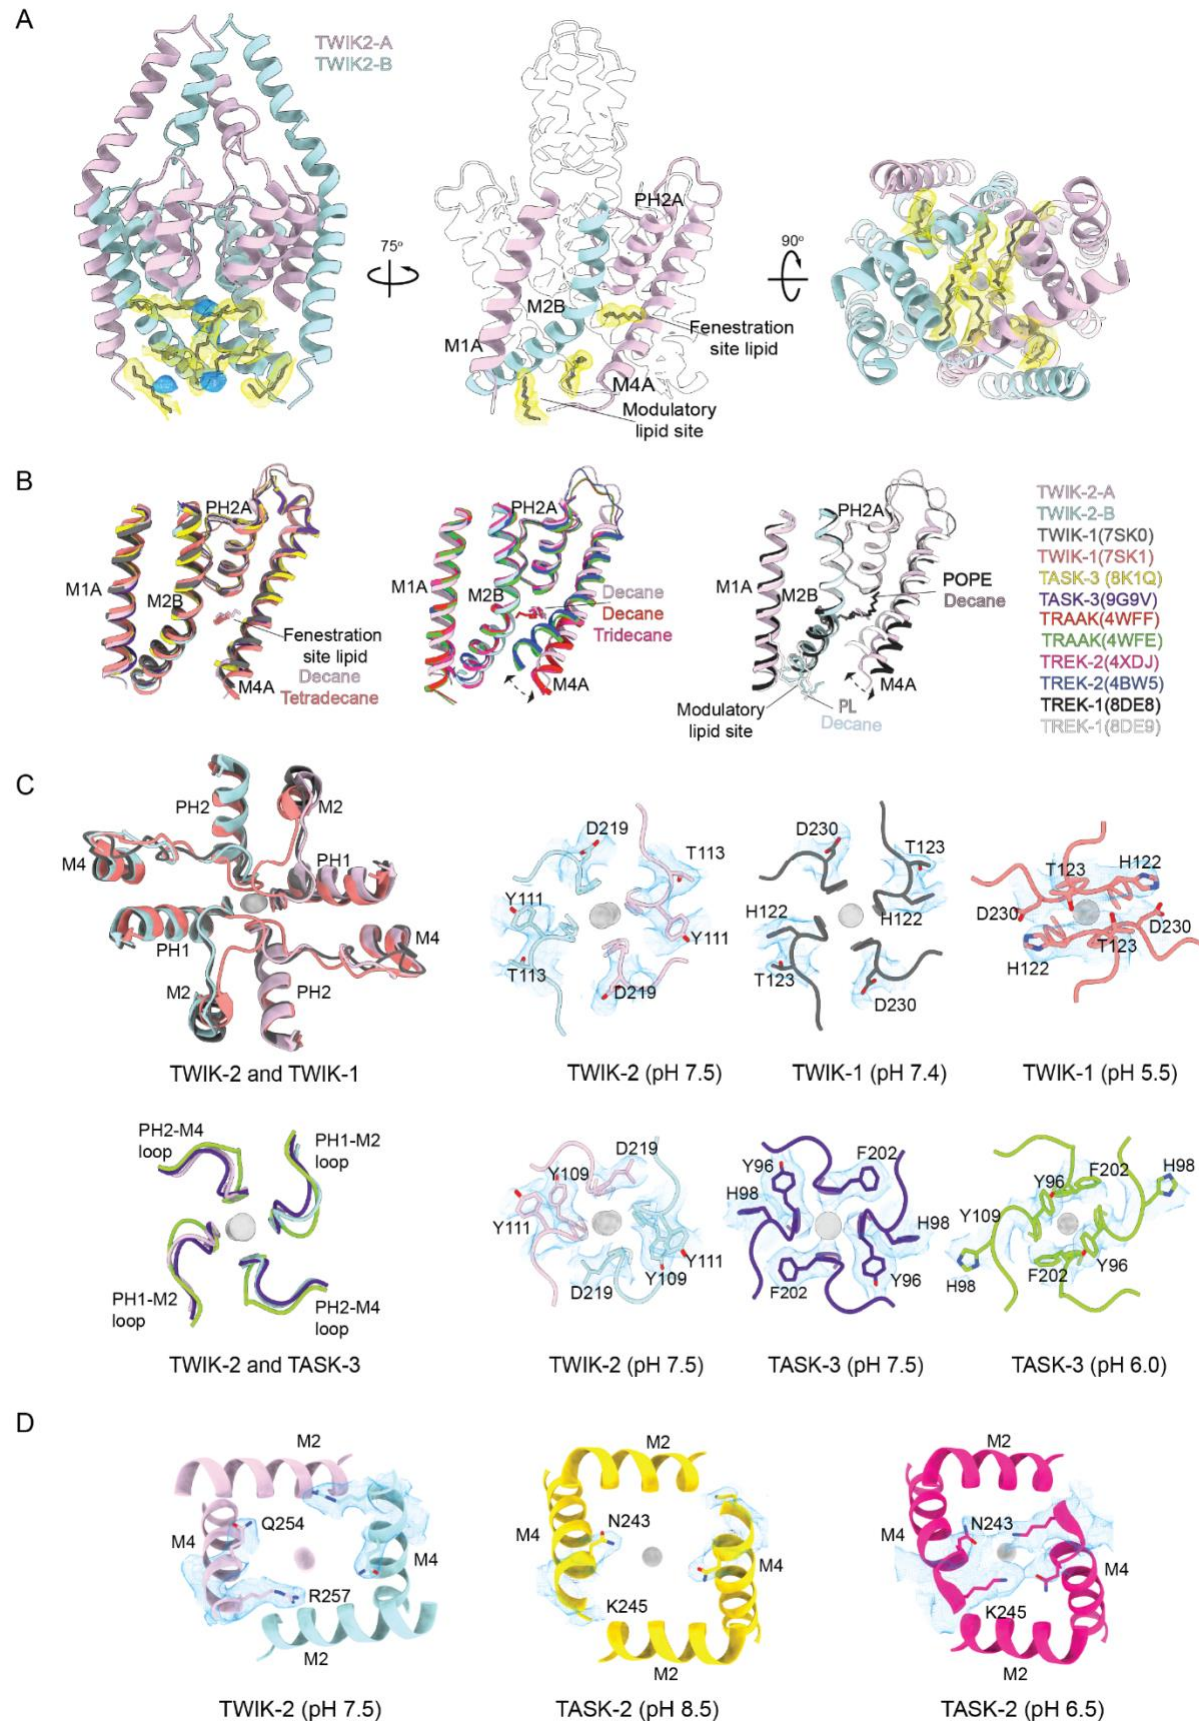 A
TWIK2-A
TWIK2-B
75º
90º
PH2A
M2B
M1A
Fenestration
site lipid
M4A
Modulatory
lipid site
B
PH2A
M1A
M2B
Fenestration
site lipid
Decane
Tetradecane
M4A
PH2A
M1A
M2B
Decane
Decane
Tridecane
M4A
PH2A
M1A
M2B
POPE
Decane
M4A
Modulatory
lipid site
PL
Decane
TWIK-2-A
TWIK-2-B
TWIK-1(7SK0)
TWIK-1(7SK1)
TASK-3 (8K1Q)
TASK-3(9G9V)
TRAAK(4WFF)
TRAAK(4WFE)
TREK-2(4XDJ)
TREK-2(4BW5)
TREK-1(8DE8)
TREK-1(8DE9)
C
PH2
M2
M4
PH1
PH1
M4
M2
PH2
TWIK-2 and TWIK-1
D219
T113
Y111
Y111
T113
D219
TWIK-2 (pH 7.5)
D230
T123
H122
H122
T123
D230
TWIK-1 (pH 7.4)
T123
H122
D230
D230
T123
H122
TWIK-1 (pH 5.5)
PH2-M4
loop
PH1-M2
loop
PH1-M2
loop
PH2-M4
loop
TWIK-2 and TASK-3
D219
Y109
Y111
Y111
Y109
D219
TWIK-2 (pH 7.5)
Y96
F202
H98
H98
F202
Y96
TASK-3 (pH 7.5)
Y96
F202
H98
Y109
F202
Y96
H98
TASK-3 (pH 6.0)
D
M2
Q254
M4
M4
R257
M2
TWIK-2 (pH 7.5)
M2
N243
M4
M4
K245
M2
TASK-2 (pH 8.5)
M2
N243
M4
M4
K245
M2
TASK-2 (pH 6.5)